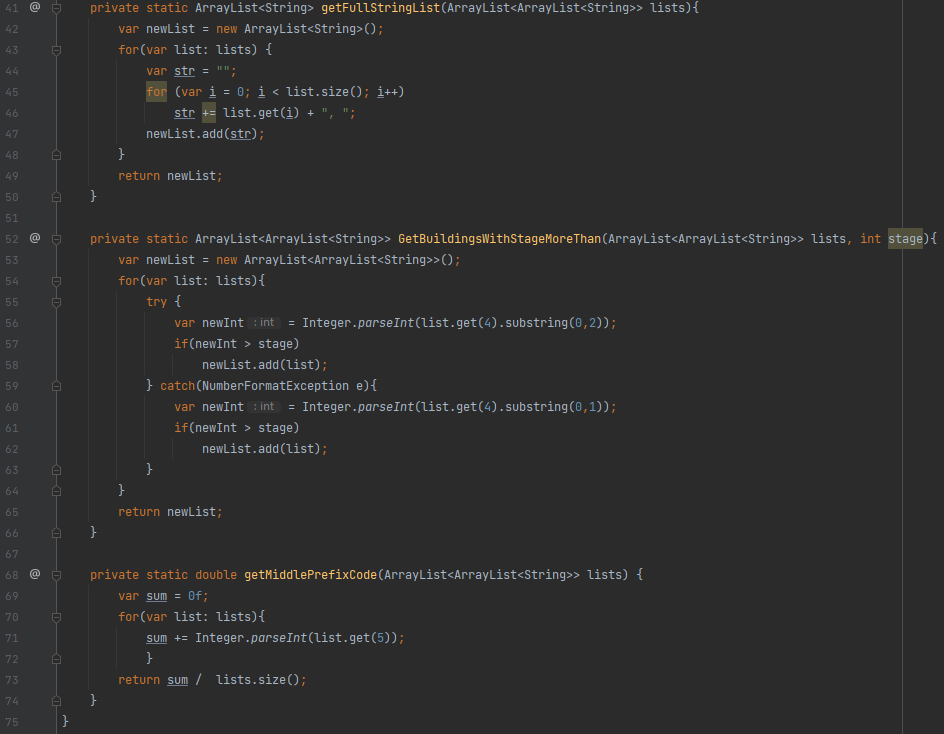 41 @ private static ArrayList<String> getFullStringList(ArrayList<ArrayList<String>> lists){
42 var newList = new ArrayList<String>();
43 for(var list: lists) {
44 var str = "";
45 for (var i = 0; i < list.size(); i++)
46 str += list.get(i) + ", ";
47 newList.add(str);
48 }
49 return newList;
50 }
51
52 @ private static ArrayList<ArrayList<String>> GetBuildingsWithStageMoreThan(ArrayList<ArrayList<String>> lists, int stage){
53 var newList = new ArrayList<ArrayList<String>>();
54 for(var list: lists){
55 try {
56 var newInt : int = Integer.parseInt(list.get(4).substring(0,2));
57 if(newInt > stage)
58 newList.add(list);
59 } catch(NumberFormatException e){
60 var newInt : int = Integer.parseInt(list.get(4).substring(0,1));
61 if(newInt > stage)
62 newList.add(list);
63 }
64 }
65 return newList;
66 }
67
68 @ private static double getMiddlePrefixCode(ArrayList<ArrayList<String>> lists) {
69 var sum = 0f;
70 for(var list: lists){
71 sum += Integer.parseInt(list.get(5));
72 }
73 return sum / lists.size();
74 }
75 }